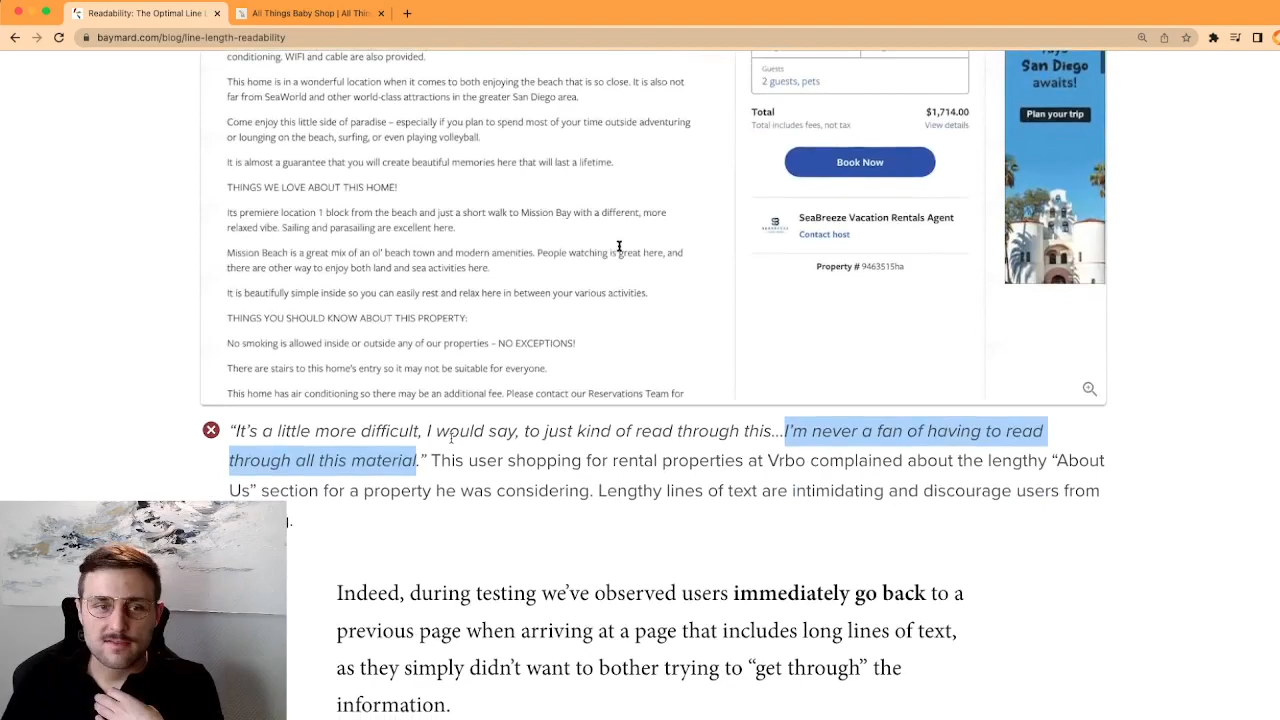 Readability: The Optimal Line L
All Things Baby Shop | All Thin
baymard.com/blog/line-length-readability
conditioning. WIFI and cable are also provided.
This home is in a wonderful location when it comes to both enjoying the beach that is so close. It is also not
far from SeaWorld and other world-class attractions in the greater San Diego area.
Come enjoy this little side of paradise – especially if you plan to spend most of your time outside adventuring
or lounging on the beach, surfing, or even playing volleyball.
It is almost a guarantee that you will create beautiful memories here that will last a lifetime.
THINGS WE LOVE ABOUT THIS HOME!
Its premiere location 1 block from the beach and just a short walk to Mission Bay with a different, more
relaxed vibe. Sailing and parasailing are excellent here.
Mission Beach is a great mix of an ol' beach town and modern amenities. People watching is great here, and
there are other way to enjoy both land and sea activities here.
It is beautifully simple inside so you can easily rest and relax here in between your various activities.
THINGS YOU SHOULD KNOW ABOUT THIS PROPERTY:
No smoking is allowed inside or outside any of our properties – NO EXCEPTIONS!
There are stairs to this home's entry so it may not be suitable for everyone.
This home has air conditioning so there may be an additional fee. Please contact our Reservations Team for
Guests
2 guests, pets
Total
$1,714.00
Total includes fees, not tax
View details
Book Now
SeaBreeze Vacation Rentals Agent
Contact host
Property # 9463515ha
San Diego
awaits!
Plan your trip
“It’s a little more difficult, I would say, to just kind of read through this…I’m never a fan of having to read
through all this material.” This user shopping for rental properties at Vrbo complained about the lengthy “About
Us” section for a property he was considering. Lengthy lines of text are intimidating and discourage users from
Indeed, during testing we’ve observed users immediately go back to a
previous page when arriving at a page that includes long lines of text,
as they simply didn’t want to bother trying to “get through” the
information.